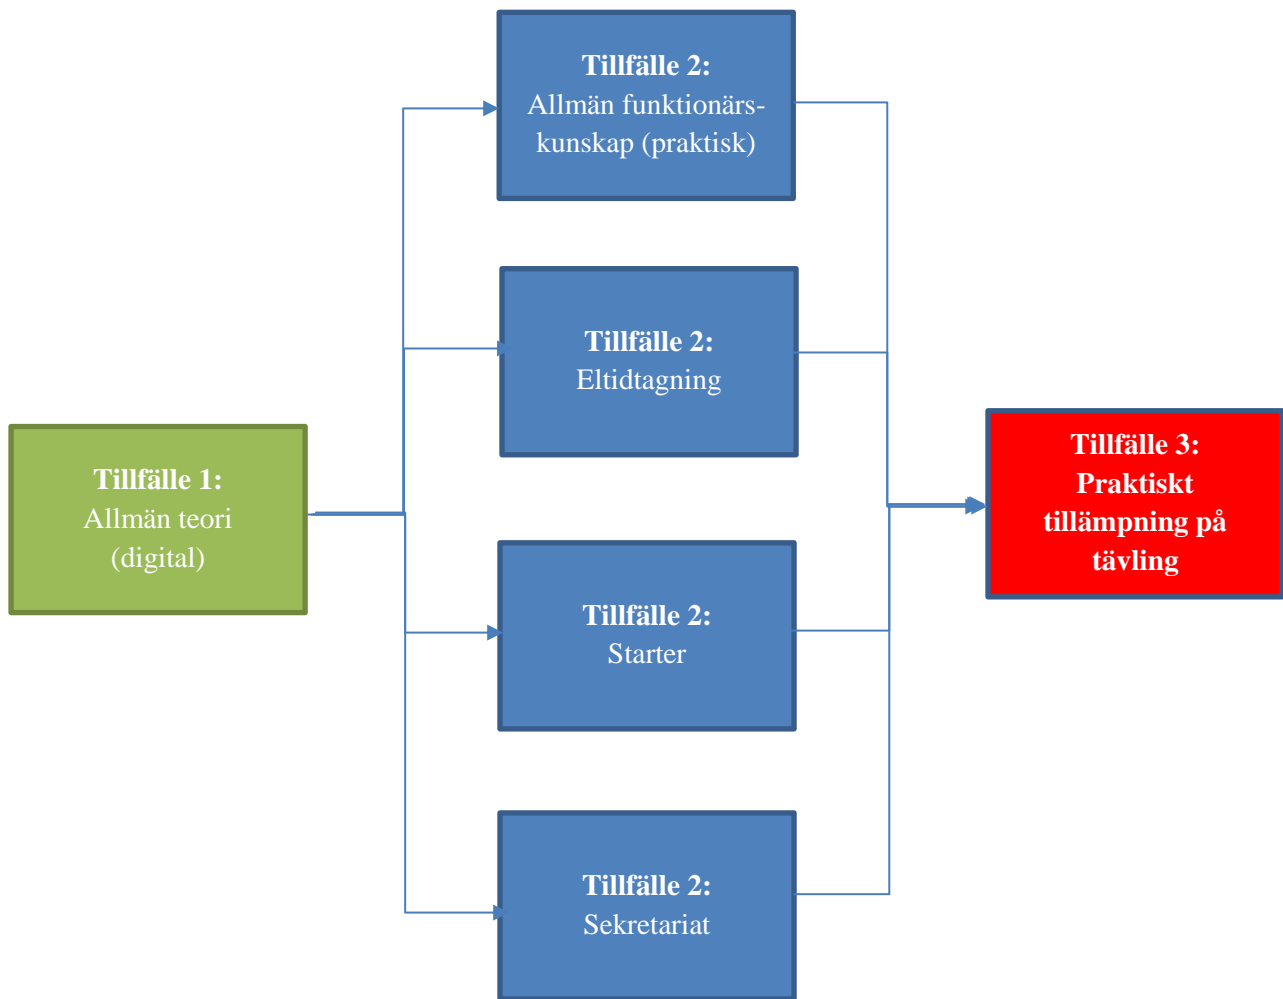 Tillfälle 1:
Allmän teori
(digital)
Tillfälle 2:
Allmän funktionärs-
kunskap (praktisk)
Tillfälle 2:
Eltidtagning
Tillfälle 2:
Starter
Tillfälle 2:
Sekretariat
Tillfälle 3:
Praktiskt
tillämpning på
tävling